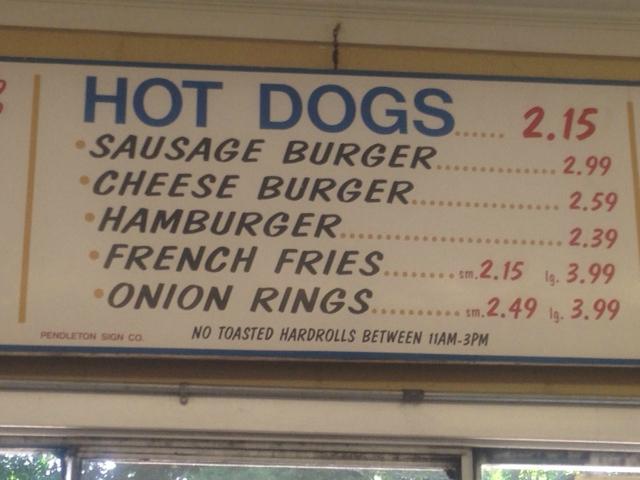 HOT DOGS...... 2.15
•SAUSAGE BURGER................ 2.99
•CHEESE BURGER.................... 2.59
•HAMBURGER............................. 2.39
•FRENCH FRIES........ sm. 2.15 lg. 3.99
•ONION RINGS.......... sm. 2.49 lg. 3.99
PENDLETON SIGN CO. NO TOASTED HARDROLLS BETWEEN 11AM-3PM